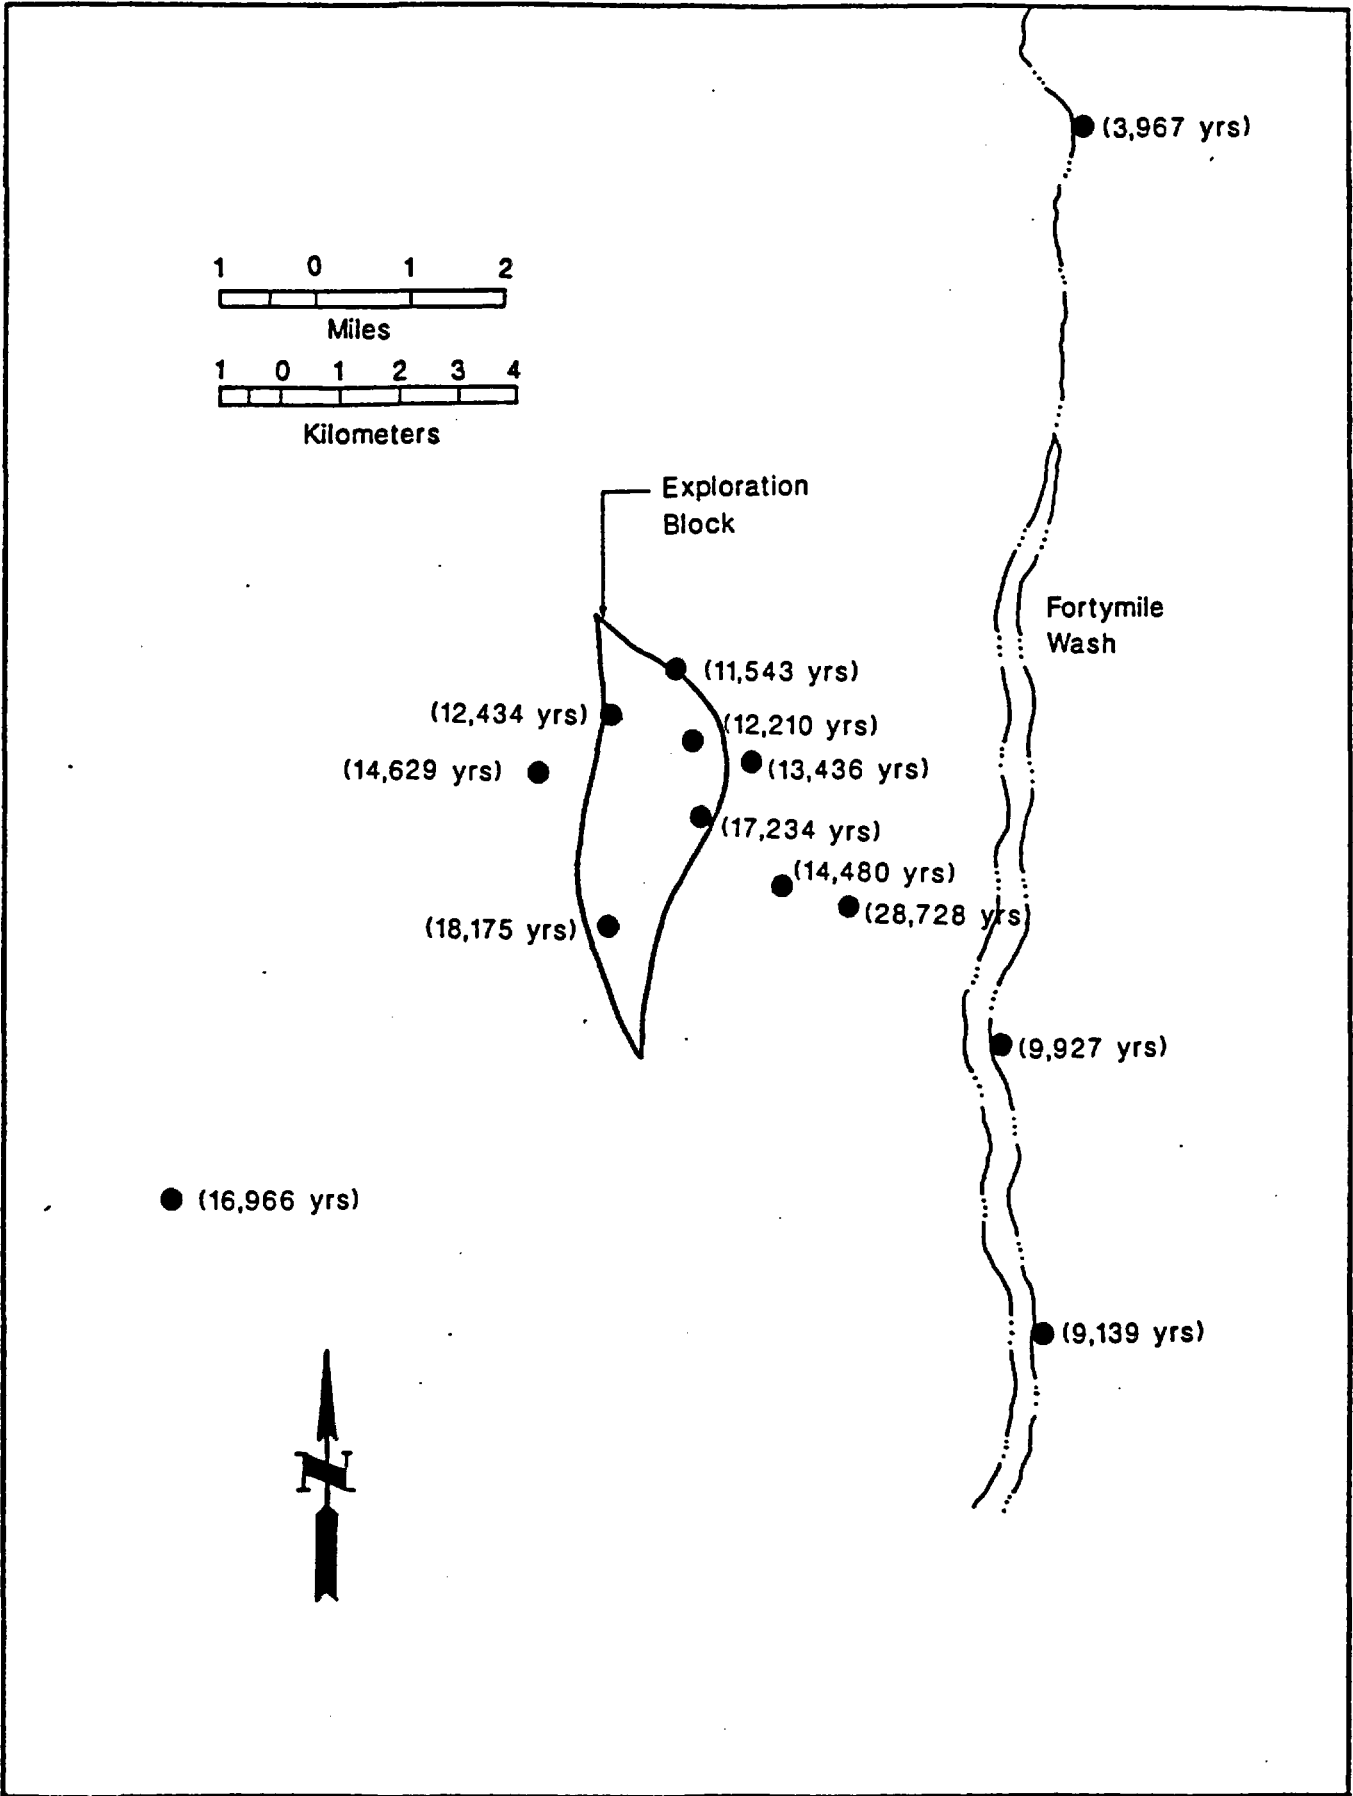 (3,967 yrs)
1 0 1 2
Miles
1 0 1 2 3 4
Kilometers
Exploration
Block
Fortymile
Wash
(11,543 yrs)
(12,434 yrs)
(12,210 yrs)
(14,629 yrs)
(13,436 yrs)
(17,234 yrs)
(14,480 yrs)
(28,728 yrs)
(18,175 yrs)
(9,927 yrs)
(16,966 yrs)
(9,139 yrs)
N